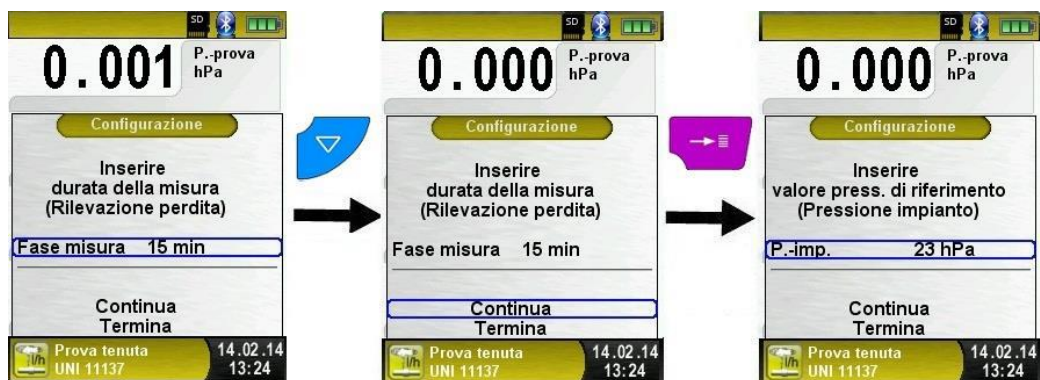 SD
0.001 P.-prova
hPa
Configurazione
Inserire
durata della misura
(Rilevazione perdita)
Fase misura 15 min
Continua
Termina
l/h
Prova tenuta 14.02.14
UNI 11137 13:24
SD
0.000 P.-prova
hPa
Configurazione
Inserire
durata della misura
(Rilevazione perdita)
Fase misura 15 min
Continua
Termina
l/h
Prova tenuta 14.02.14
UNI 11137 13:24
SD
0.000 P.-prova
hPa
Configurazione
Inserire
valore press. di riferimento
(Pressione impianto)
P.-imp. 23 hPa
Continua
Termina
l/h
Prova tenuta 14.02.14
UNI 11137 13:24